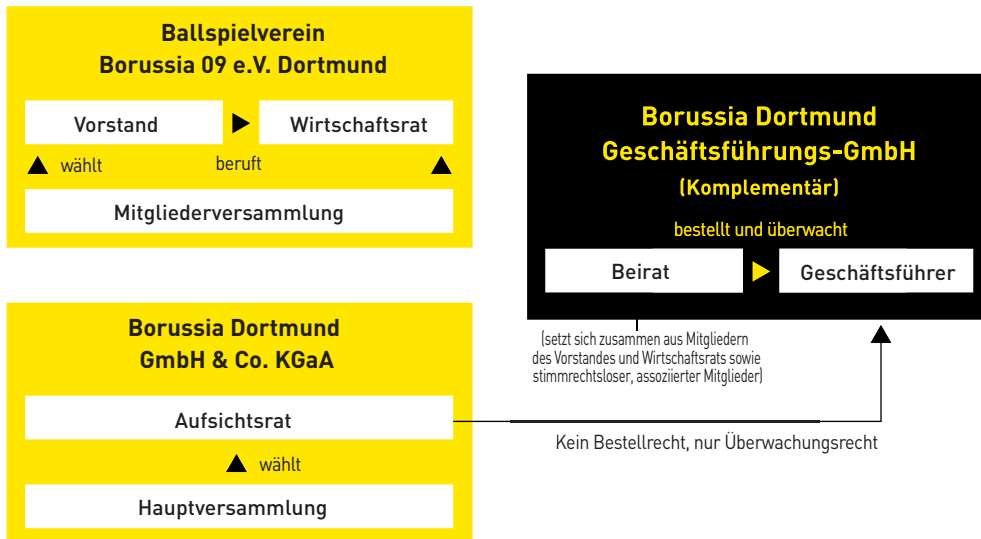 Ballspielverein
Borussia 09 e.V. Dortmund
Vorstand
Wirtschaftsrat
wählt
beruft
Mitgliederversammlung
Borussia Dortmund
Geschäftsführungs-GmbH
(Komplementär)
bestellt und überwacht
Beirat
Geschäftsführer
(setzt sich zusammen aus Mitgliedern
des Vorstandes und Wirtschaftsrats sowie
stimmrechtsloser, assoziierter Mitglieder)
Borussia Dortmund
GmbH & Co. KGaA
Aufsichtsrat
Kein Bestellrecht, nur Überwachungsrecht
wählt
Hauptversammlung